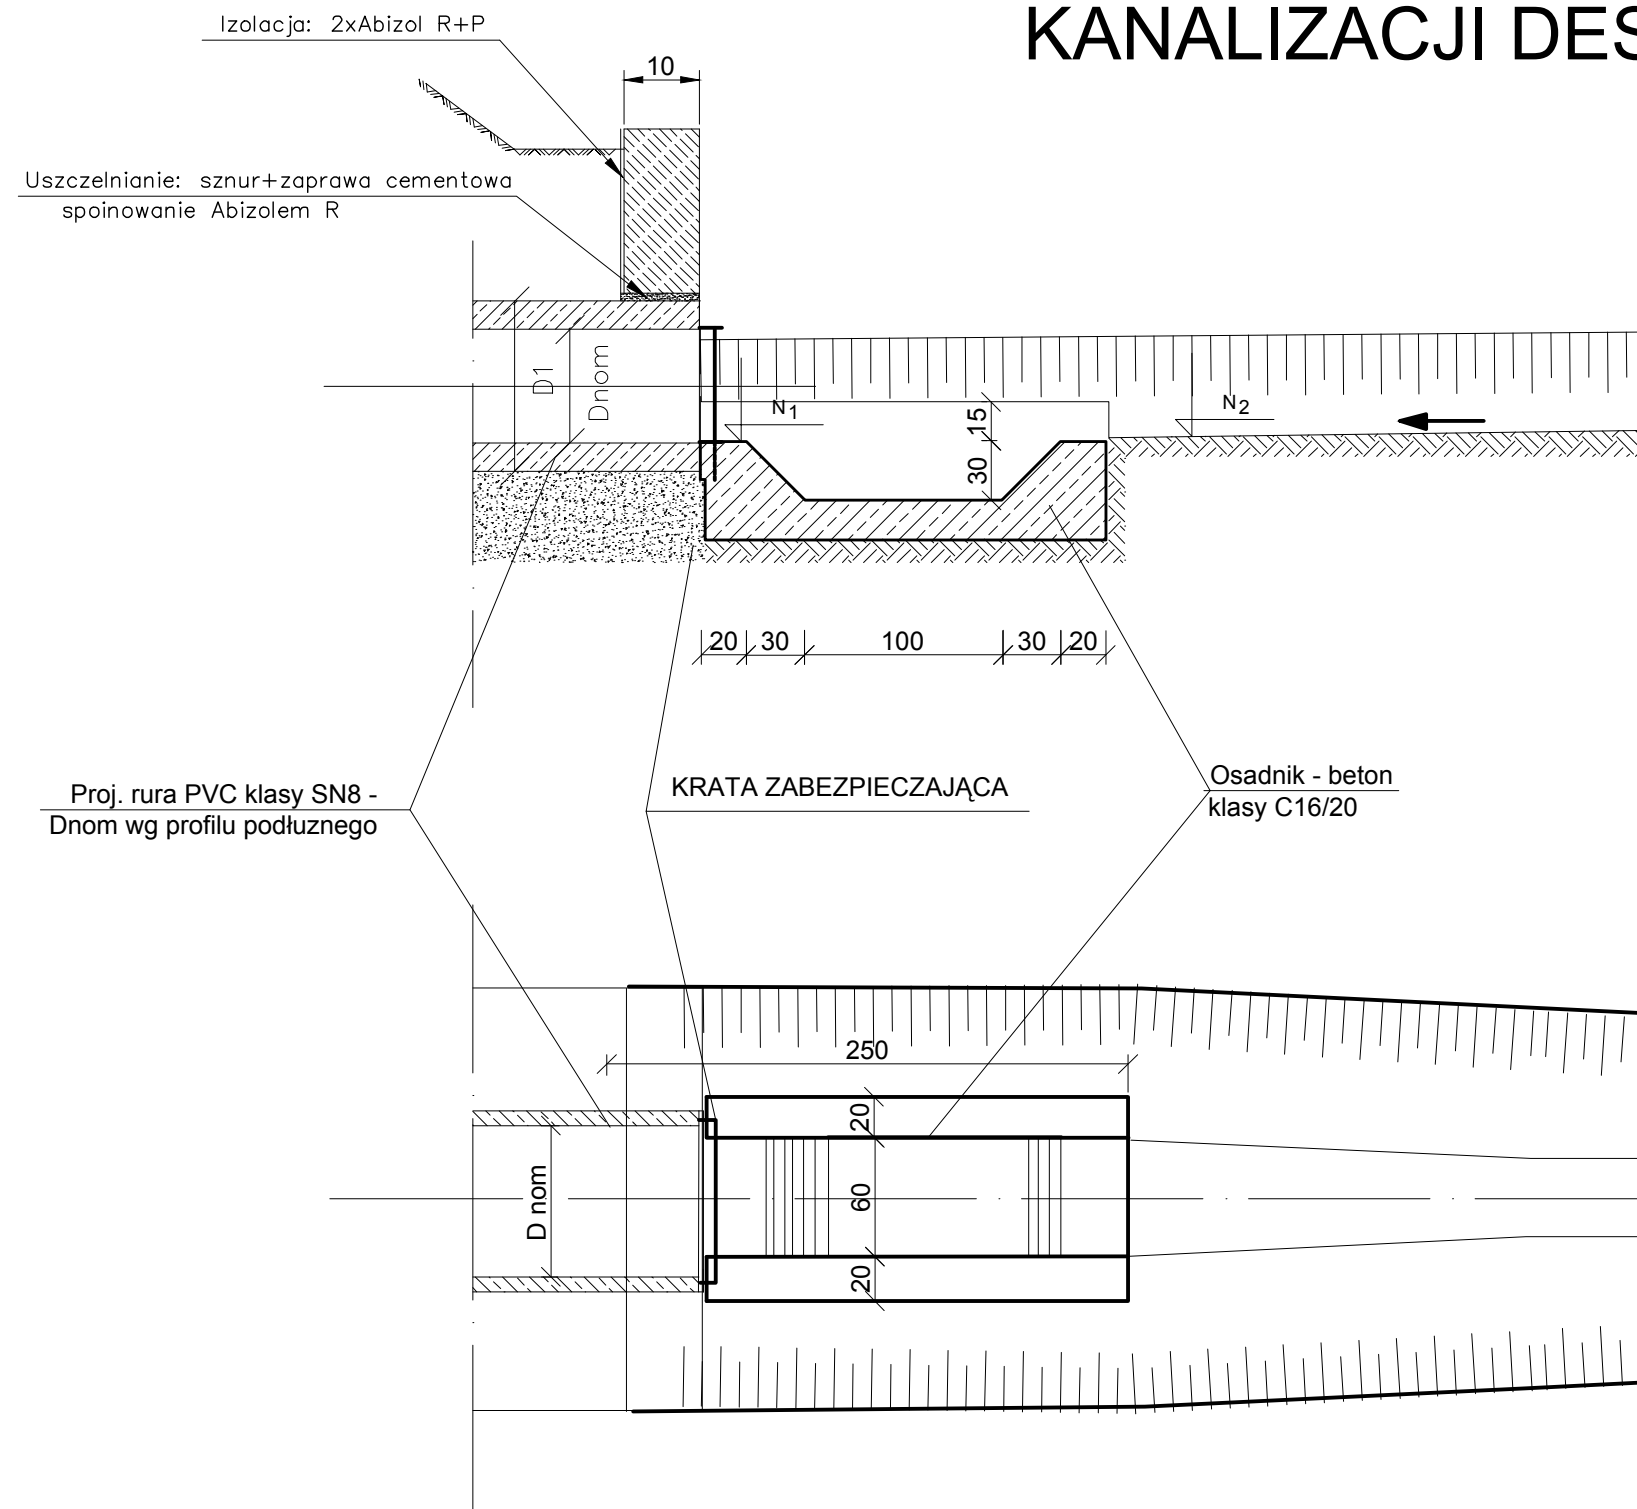 KANALIZACJI DES
Izolacja: 2xAbizol R+P
10
Uszczelnianie: sznur+zaprawa cementowa
spoinowanie Abizolem R
D1
Dnom
N1
15
30
N2
20 30 100 30 20
Proj. rura PVC klasy SN8 -
Dnom wg profilu podłuznego
KRATA ZABEZPIECZAJĄCA
Osadnik - beton
klasy C16/20
250
20
60
20
D nom